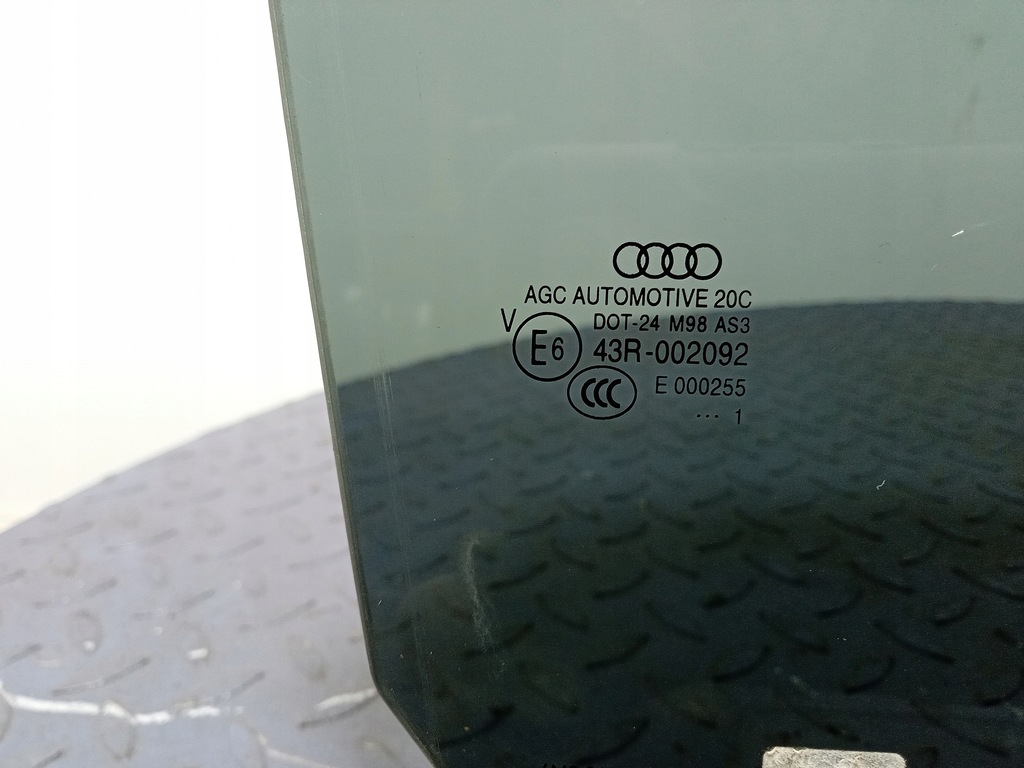 AGC AUTOMOTIVE 20C
DOT-24 M98 AS3
V
E6 43R-002092
CCC E 000255
... 1